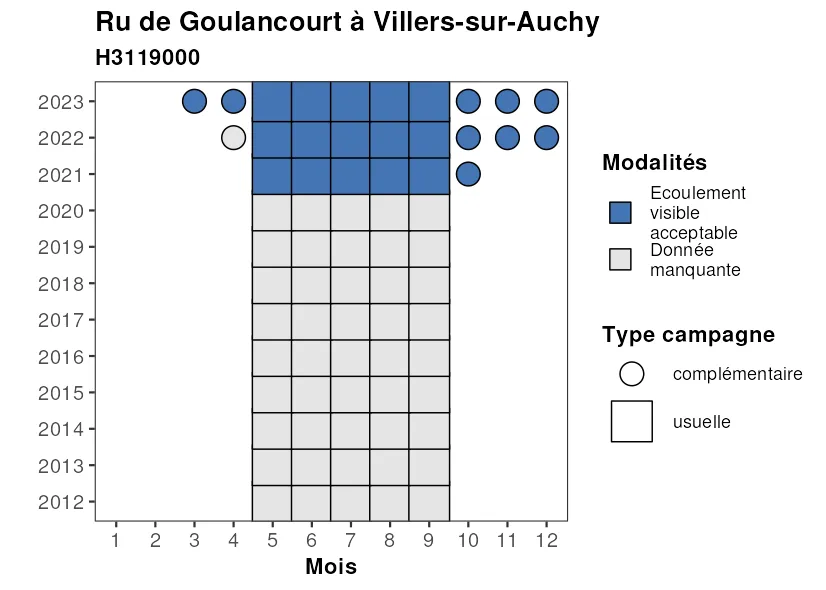 Ru de Goulancourt à Villers-sur-Auchy
H3119000
2023
2022
2021
2020
2019
2018
2017
2016
2015
2014
2013
2012
1 2 3 4 5 6 7 8 9 10 11 12
Mois
Modalités
Ecoulement
visible
acceptable
Donnée
manquante
Type campagne
complémentaire
usuelle